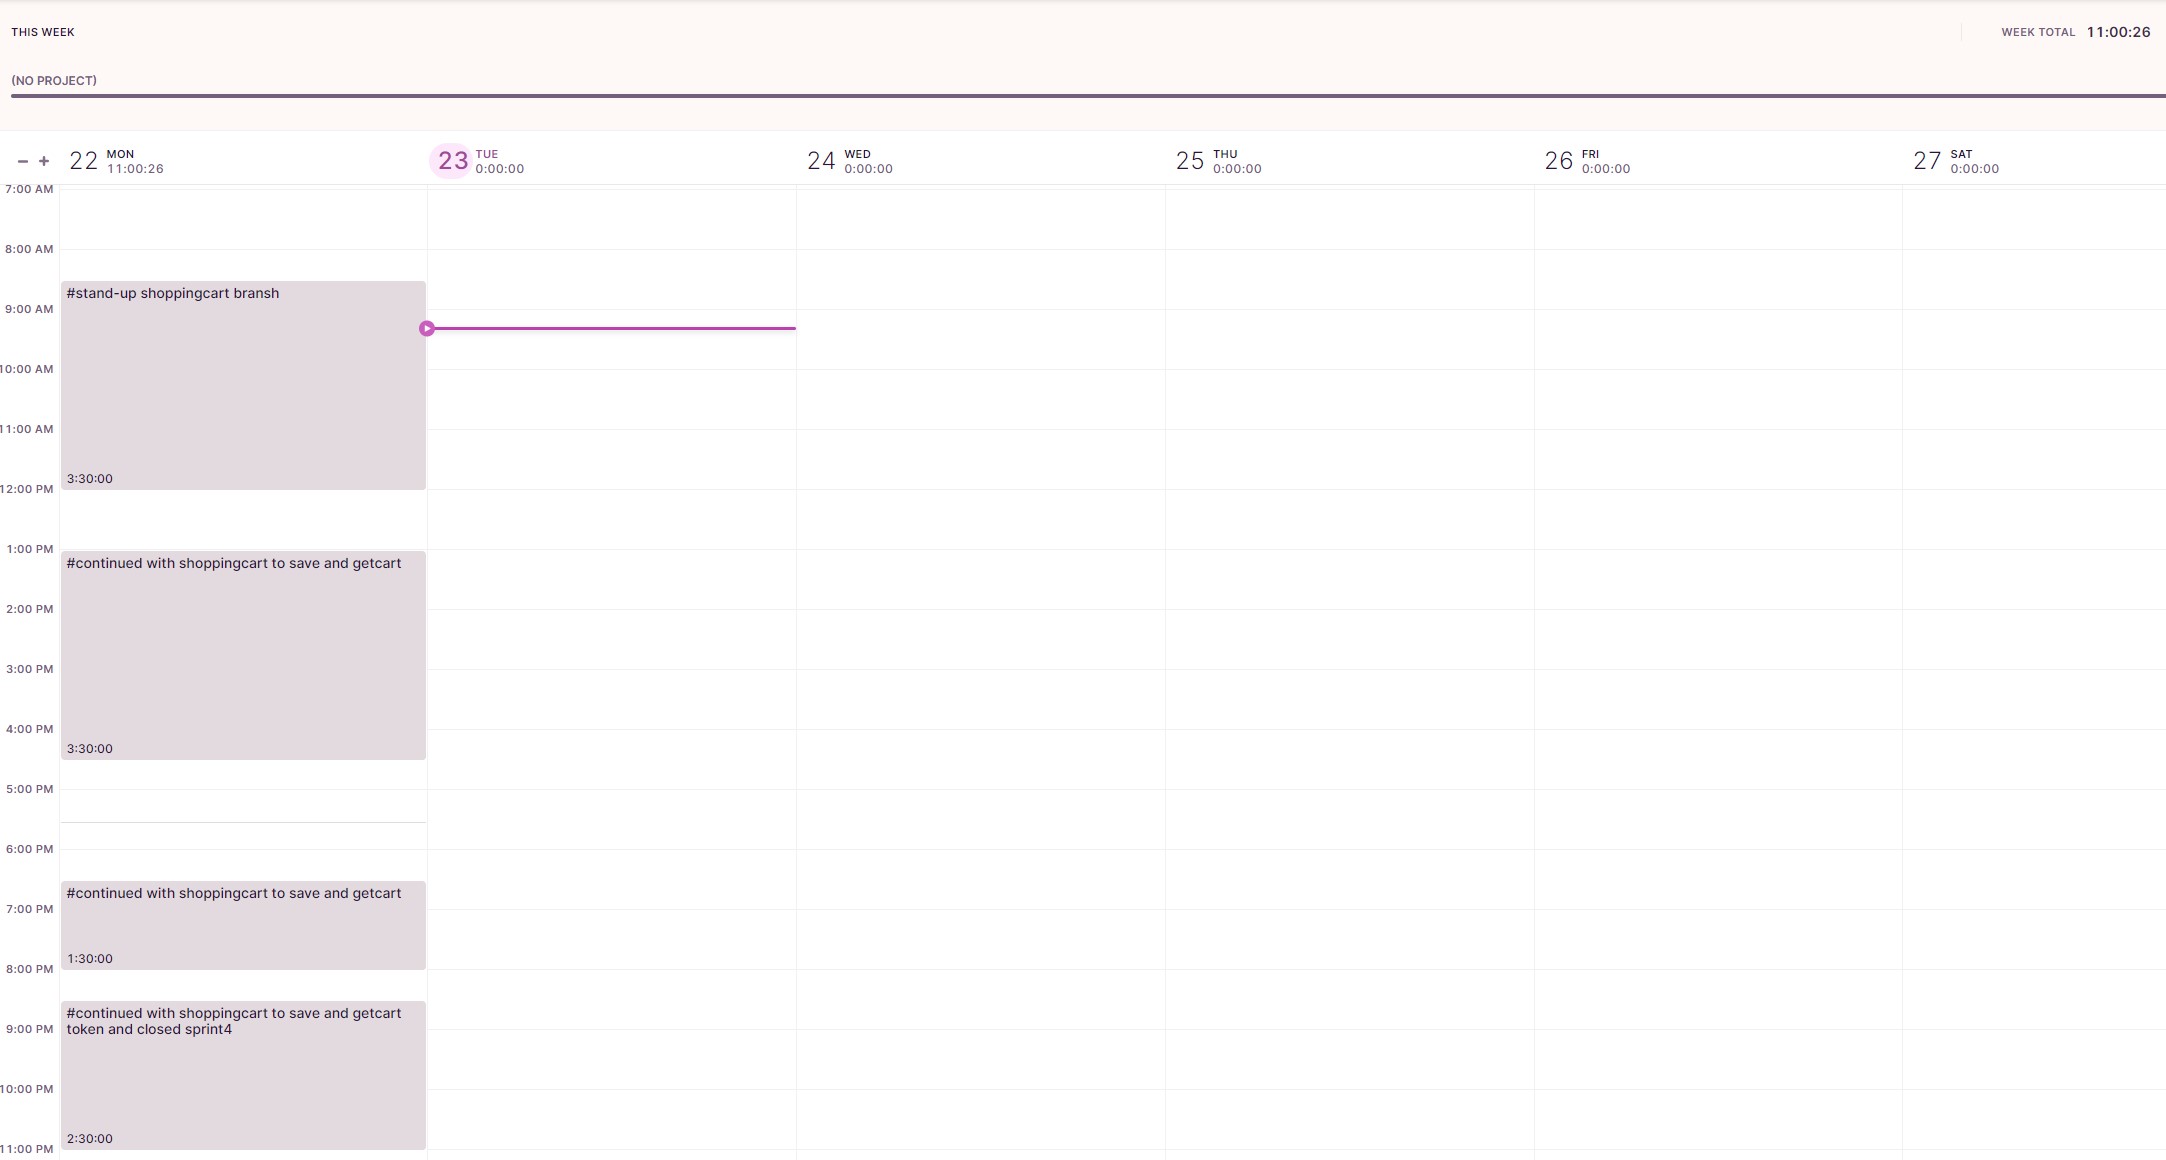 THIS WEEK
WEEK TOTAL 11:00:26
(NO PROJECT)
− + 22 MON 11:00:26
23 TUE 0:00:00
24 WED 0:00:00
25 THU 0:00:00
26 FRI 0:00:00
27 SAT 0:00:00
7:00 AM
8:00 AM
#stand-up shoppingcart bransh
9:00 AM
10:00 AM
11:00 AM
3:30:00
12:00 PM
1:00 PM
#continued with shoppingcart to save and getcart
2:00 PM
3:00 PM
4:00 PM
3:30:00
5:00 PM
6:00 PM
#continued with shoppingcart to save and getcart
7:00 PM
1:30:00
8:00 PM
#continued with shoppingcart to save and getcart
token and closed sprint4
9:00 PM
10:00 PM
2:30:00
11:00 PM